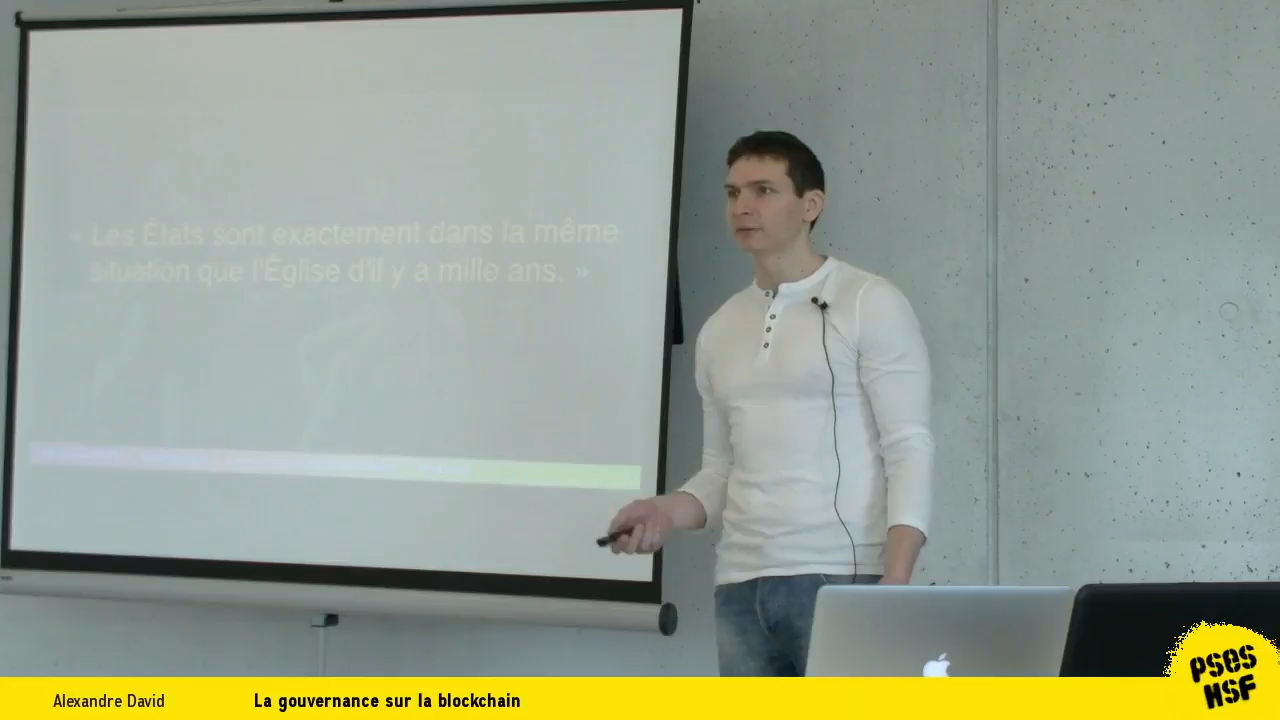 « Les États sont exactement dans la même
situation que l'Église d'il y a mille ans. »
Alexandre David
La gouvernance sur la blockchain
PSES
HSF